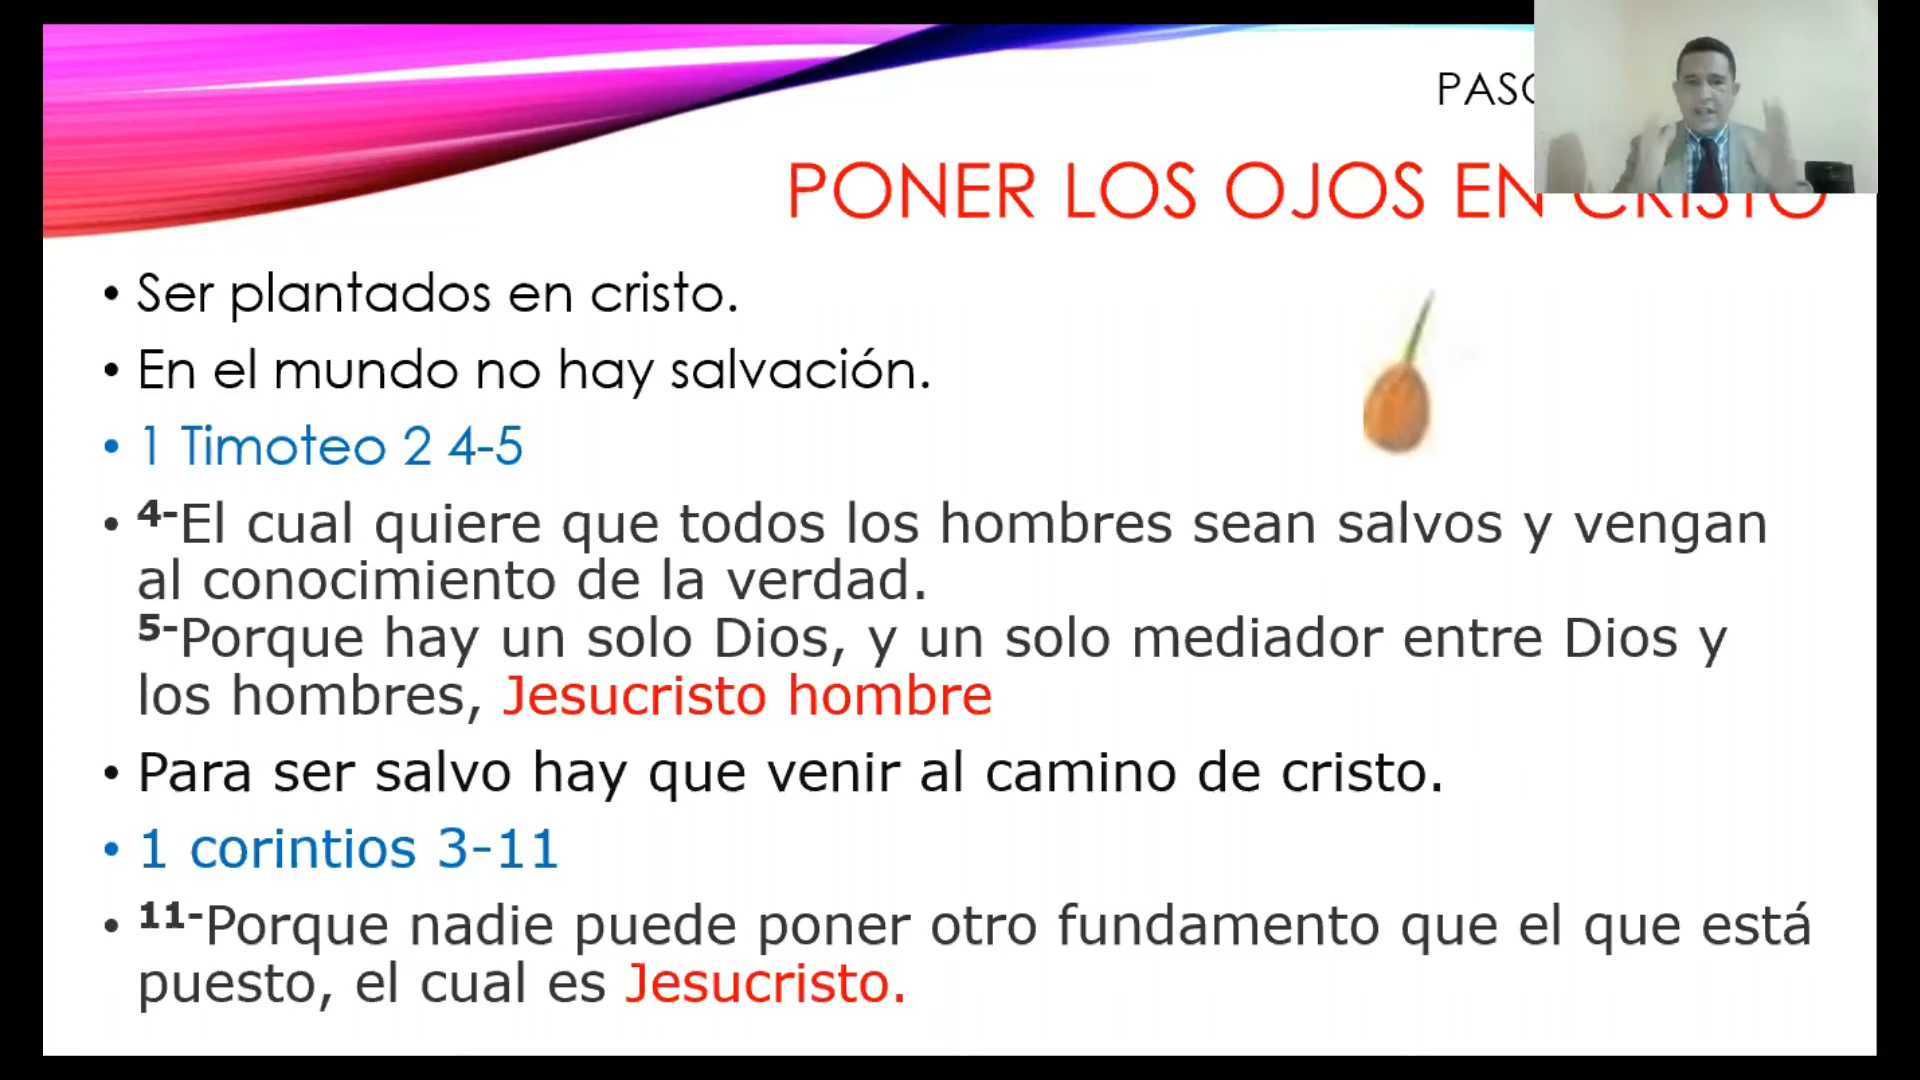 PONER LOS OJOS EN CRISTO
• Ser plantados en cristo.
• En el mundo no hay salvación.
• 1 Timoteo 2 4-5
• 4-El cual quiere que todos los hombres sean salvos y vengan
al conocimiento de la verdad.
5-Porque hay un solo Dios, y un solo mediador entre Dios y
los hombres, Jesucristo hombre
• Para ser salvo hay que venir al camino de cristo.
• 1 corintios 3-11
• 11-Porque nadie puede poner otro fundamento que el que está
puesto, el cual es Jesucristo.